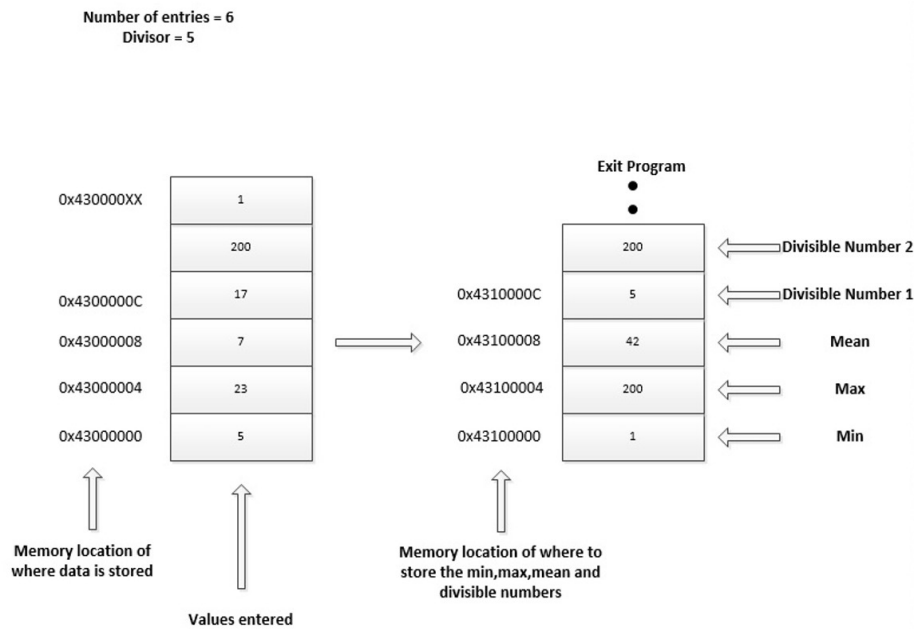 Number of entries = 6
Divisor = 5
Exit Program
0x430000XX
1
200
200
Divisible Number 2
0x4300000C
17
0x4310000C
5
Divisible Number 1
0x43000008
7
0x43100008
42
Mean
0x43000004
23
0x43100004
200
Max
0x43000000
5
0x43100000
1
Min
Memory location of
where data is stored
Memory location of where to
store the min,max,mean and
divisible numbers
Values entered